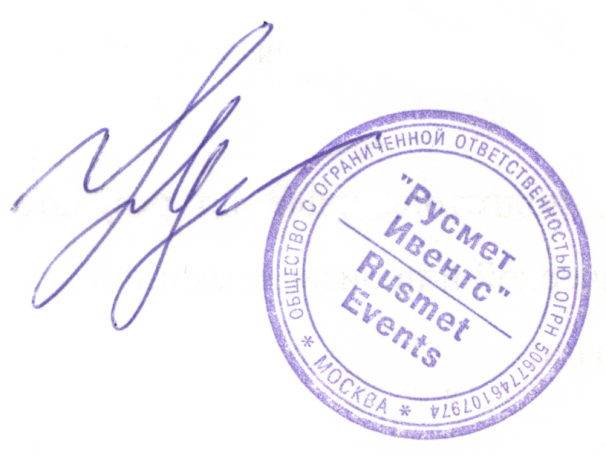 ОБЩЕСТВО С ОГРАНИЧЕННОЙ ОТВЕТСТВЕННОСТЬЮ ОГРН 5067746107974
* МОСКВА *
"Русмет
Ивентс"
Rusmet
Events